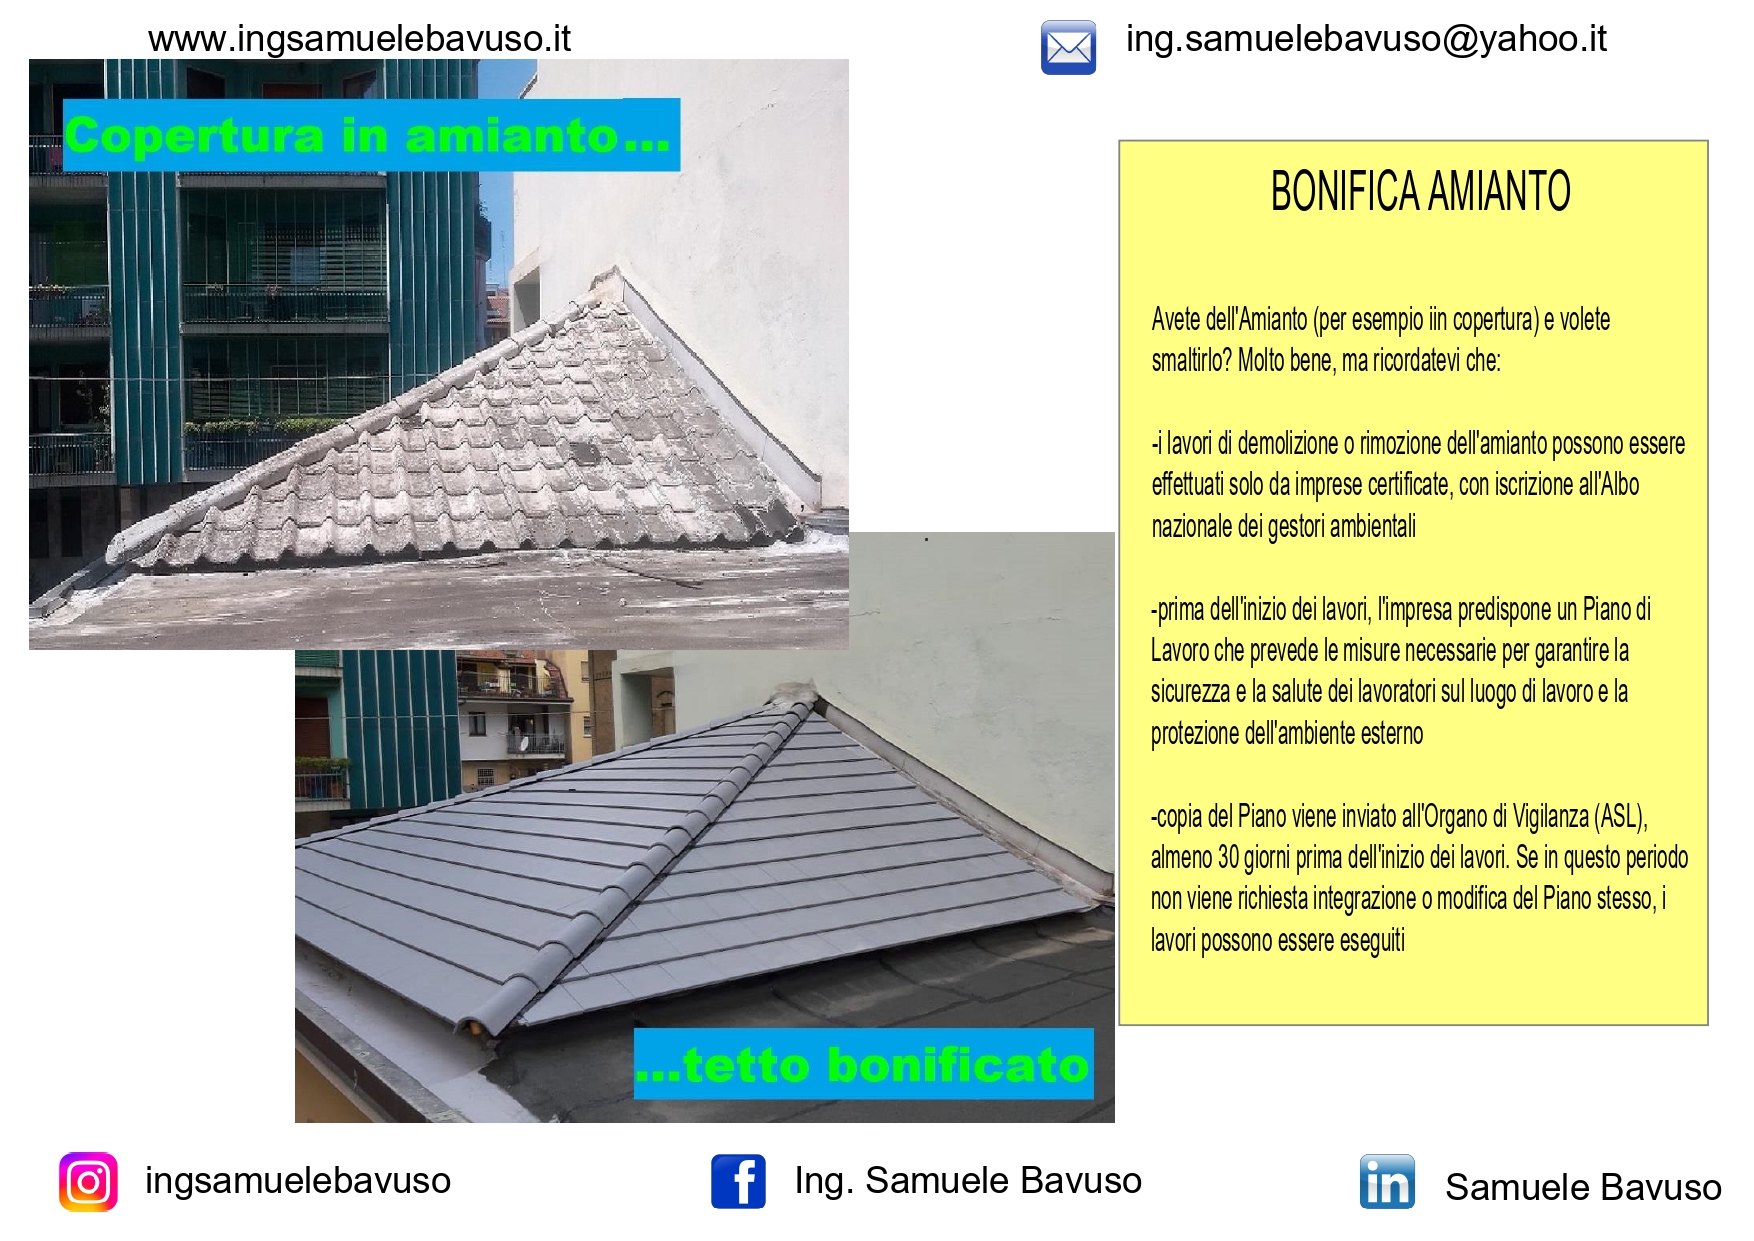 www.ingsamuelebavuso.it
ing.samuelebavuso@yahoo.it
Copertura in amianto...
BONIFICA AMIANTO
Avete dell'Amianto (per esempio iin copertura) e volete
smaltirlo? Molto bene, ma ricordatevi che:
-i lavori di demolizione o rimozione dell'amianto possono essere
effettuati solo da imprese certificate, con iscrizione all'Albo
nazionale dei gestori ambientali
-prima dell'inizio dei lavori, l'impresa predispone un Piano di
Lavoro che prevede le misure necessarie per garantire la
sicurezza e la salute dei lavoratori sul luogo di lavoro e la
protezione dell'ambiente esterno
-copia del Piano viene inviato all'Organo di Vigilanza (ASL),
almeno 30 giorni prima dell'inizio dei lavori. Se in questo periodo
non viene richiesta integrazione o modifica del Piano stesso, i
lavori possono essere eseguiti
...tetto bonificato
ingsamuelebavuso
Ing. Samuele Bavuso
Samuele Bavuso